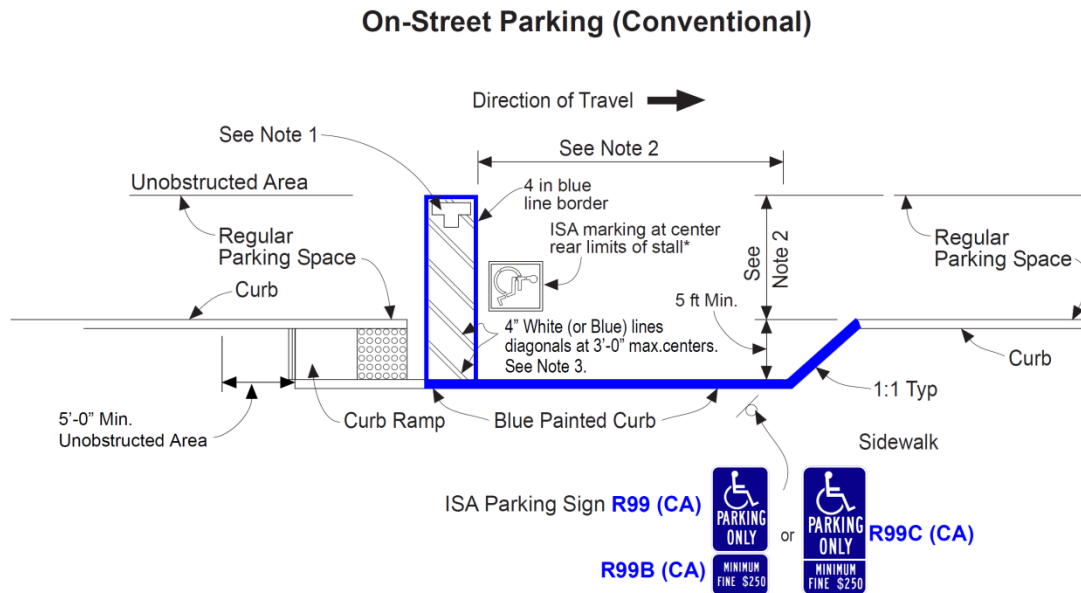 On-Street Parking (Conventional)
Direction of Travel
See Note 1
See Note 2
Unobstructed Area
4 in blue
line border
ISA marking at center
rear limits of stall*
Regular
Parking Space
See
Note 2
Regular
Parking Space
Curb
5 ft Min.
4” White (or Blue) lines
diagonals at 3’-0” max.centers.
See Note 3.
Curb
1:1 Typ
5’-0” Min.
Unobstructed Area
Curb Ramp
Blue Painted Curb
Sidewalk
ISA Parking Sign R99 (CA)
PARKING
ONLY
or
PARKING
ONLY
R99C (CA)
R99B (CA)
MINIMUM
FINE $250
MINIMUM
FINE $250